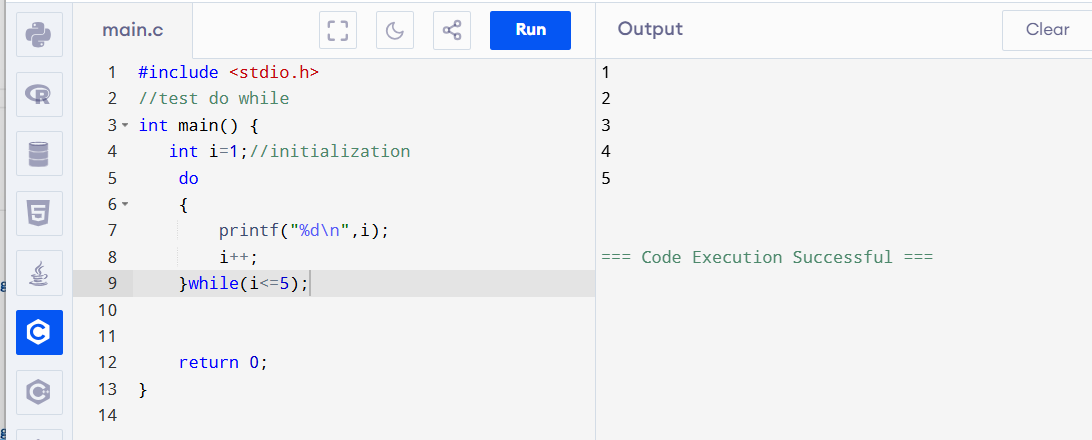 main.c
Run
Output
Clear
1 #include <stdio.h>
2 //test do while
3 int main() {
4 int i=1;//initialization
5 do
6 {
7 printf("%d\n",i);
8 i++;
9 }while(i<=5);
10
11
12 return 0;
13 }
14
1
2
3
4
5
=== Code Execution Successful ===